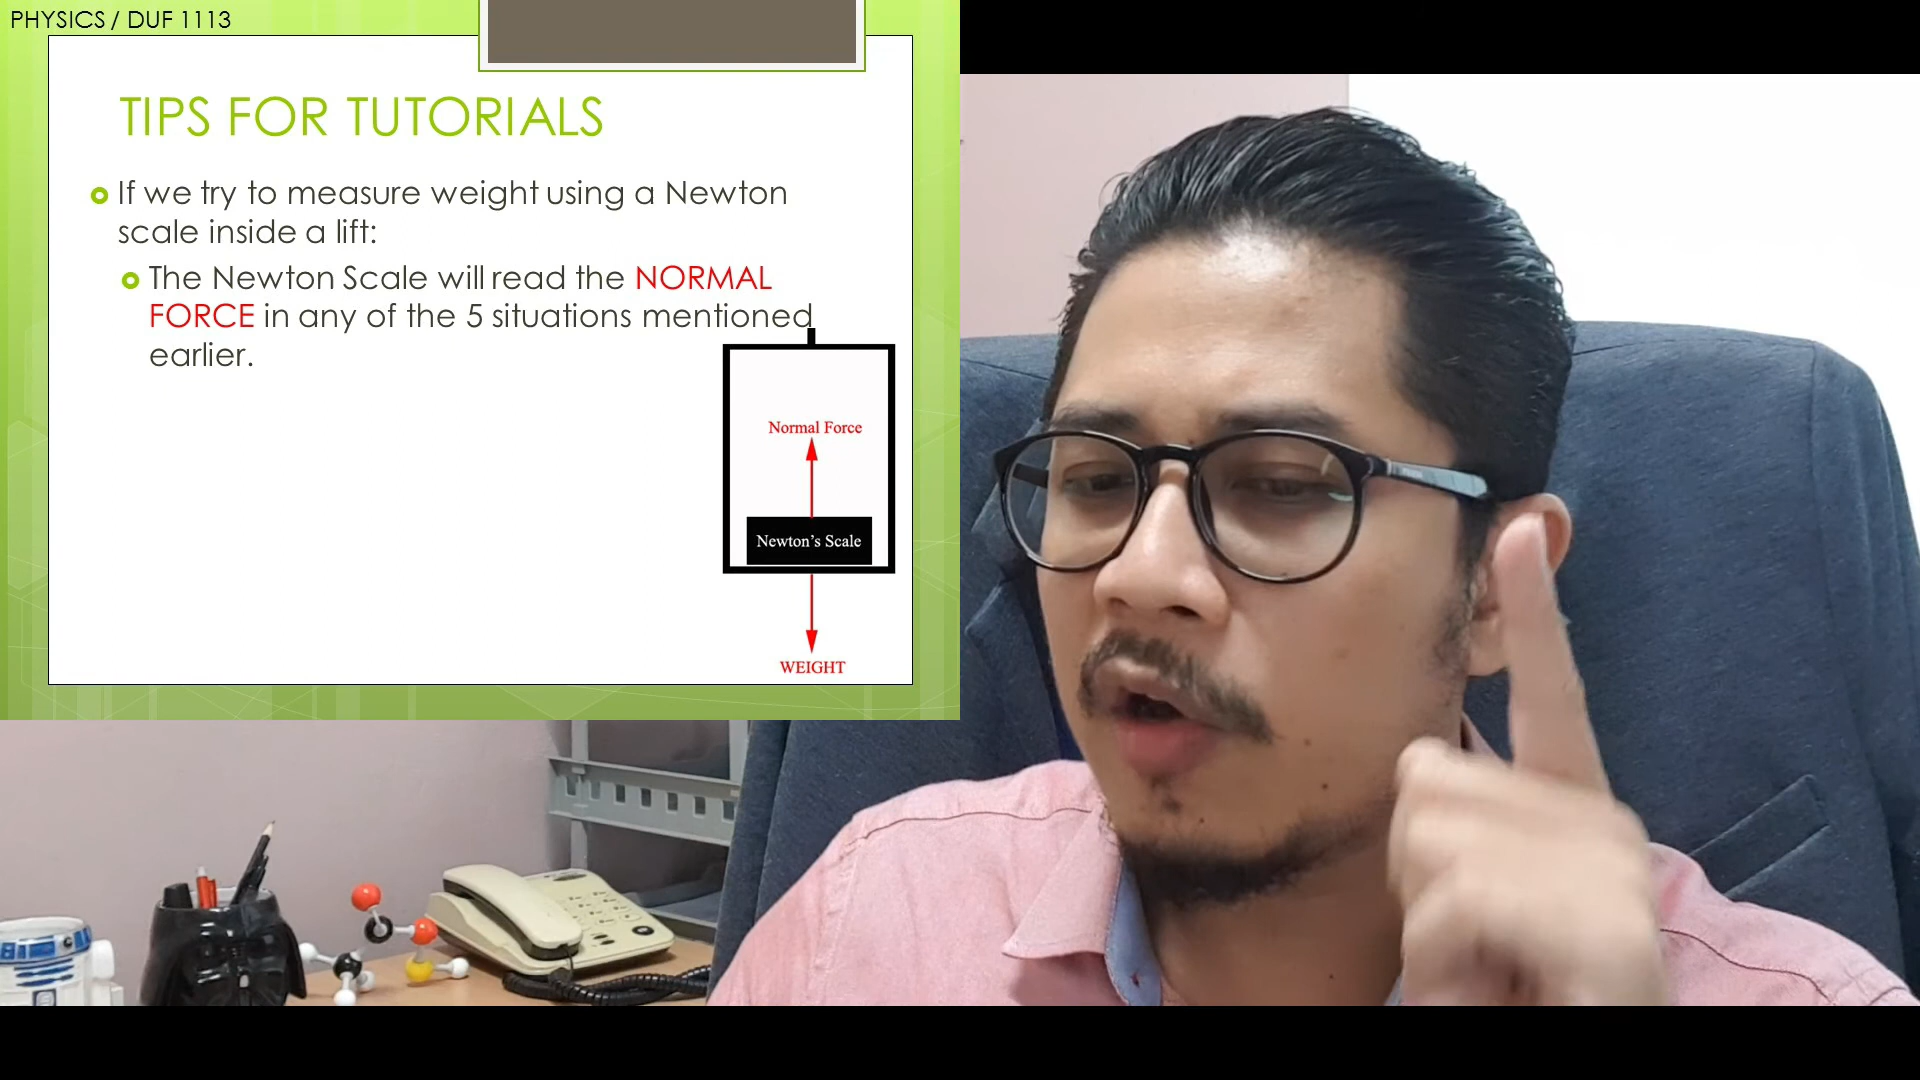 PHYSICS / DUF 1113
TIPS FOR TUTORIALS
If we try to measure weight using a Newton
scale inside a lift:
The Newton Scale will read the NORMAL
FORCE in any of the 5 situations mentioned
earlier.
Normal Force
Newton's Scale
WEIGHT